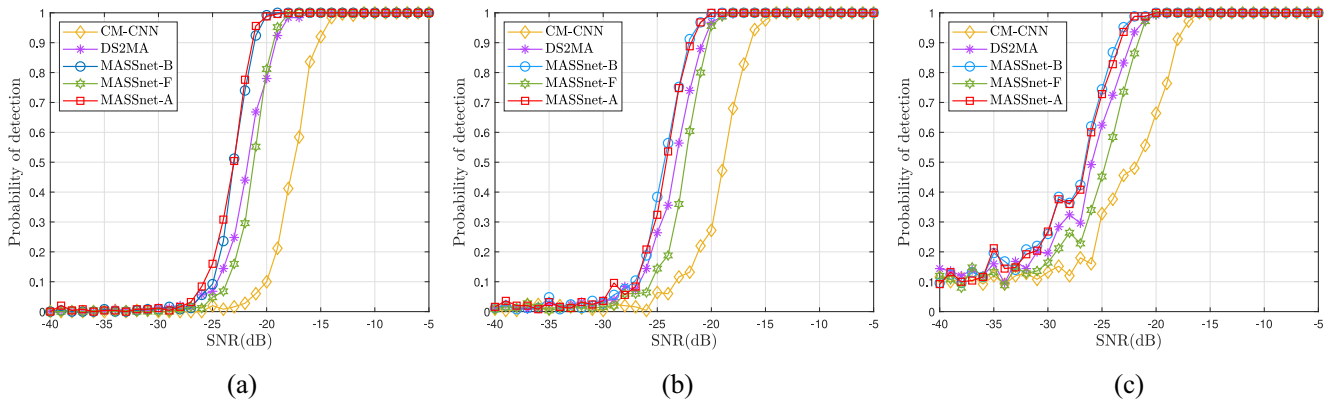 1
0.9
0.8
0.7
0.6
0.5
0.4
0.3
0.2
0.1
0
Probability of detection
CM-CNN
DS2MA
MASSnet-B
MASSnet-F
MASSnet-A
-40 -35 -30 -25 -20 -15 -10 -5
SNR(dB)
(a)
1
0.9
0.8
0.7
0.6
0.5
0.4
0.3
0.2
0.1
0
Probability of detection
CM-CNN
DS2MA
MASSnet-B
MASSnet-F
MASSnet-A
-40 -35 -30 -25 -20 -15 -10 -5
SNR(dB)
(b)
1
0.9
0.8
0.7
0.6
0.5
0.4
0.3
0.2
0.1
0
Probability of detection
CM-CNN
DS2MA
MASSnet-B
MASSnet-F
MASSnet-A
-40 -35 -30 -25 -20 -15 -10 -5
SNR(dB)
(c)